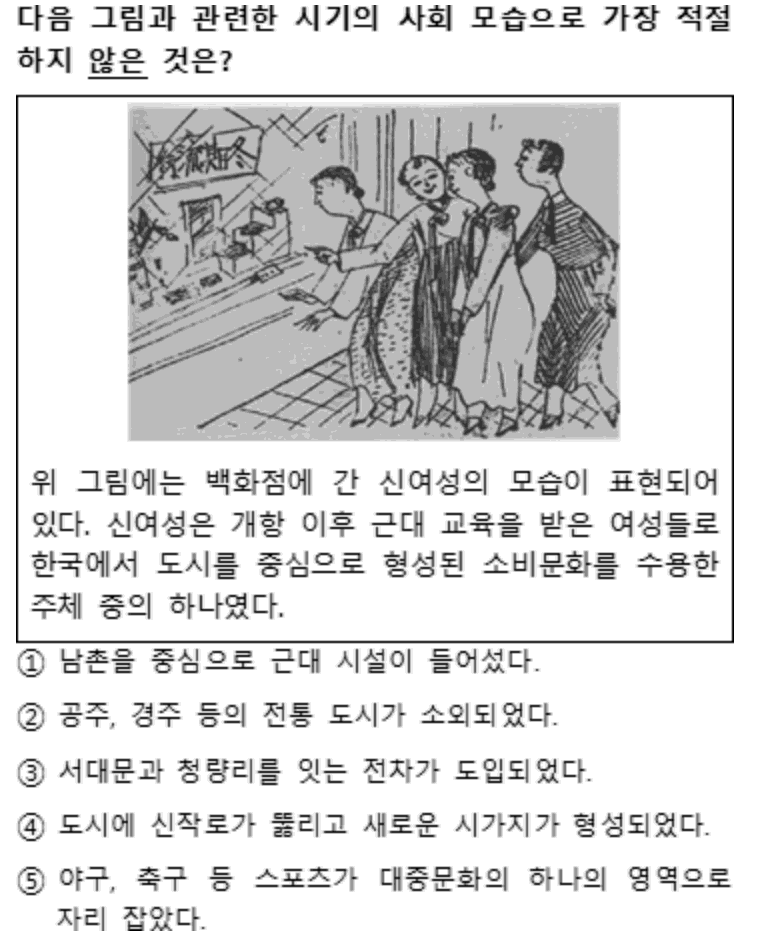 다음 그림과 관련한 시기의 사회 모습으로 가장 적절
하지 않은 것은?
위 그림에는 백화점에 간 신여성의 모습이 표현되어
있다. 신여성은 개항 이후 근대 교육을 받은 여성들로
한국에서 도시를 중심으로 형성된 소비문화를 수용한
주체 중의 하나였다.
① 남촌을 중심으로 근대 시설이 들어섰다.
② 공주, 경주 등의 전통 도시가 소외되었다.
③ 서대문과 청량리를 잇는 전차가 도입되었다.
④ 도시에 신작로가 뚫리고 새로운 시가지가 형성되었다.
⑤ 야구, 축구 등 스포츠가 대중문화의 하나의 영역으로
자리 잡았다.